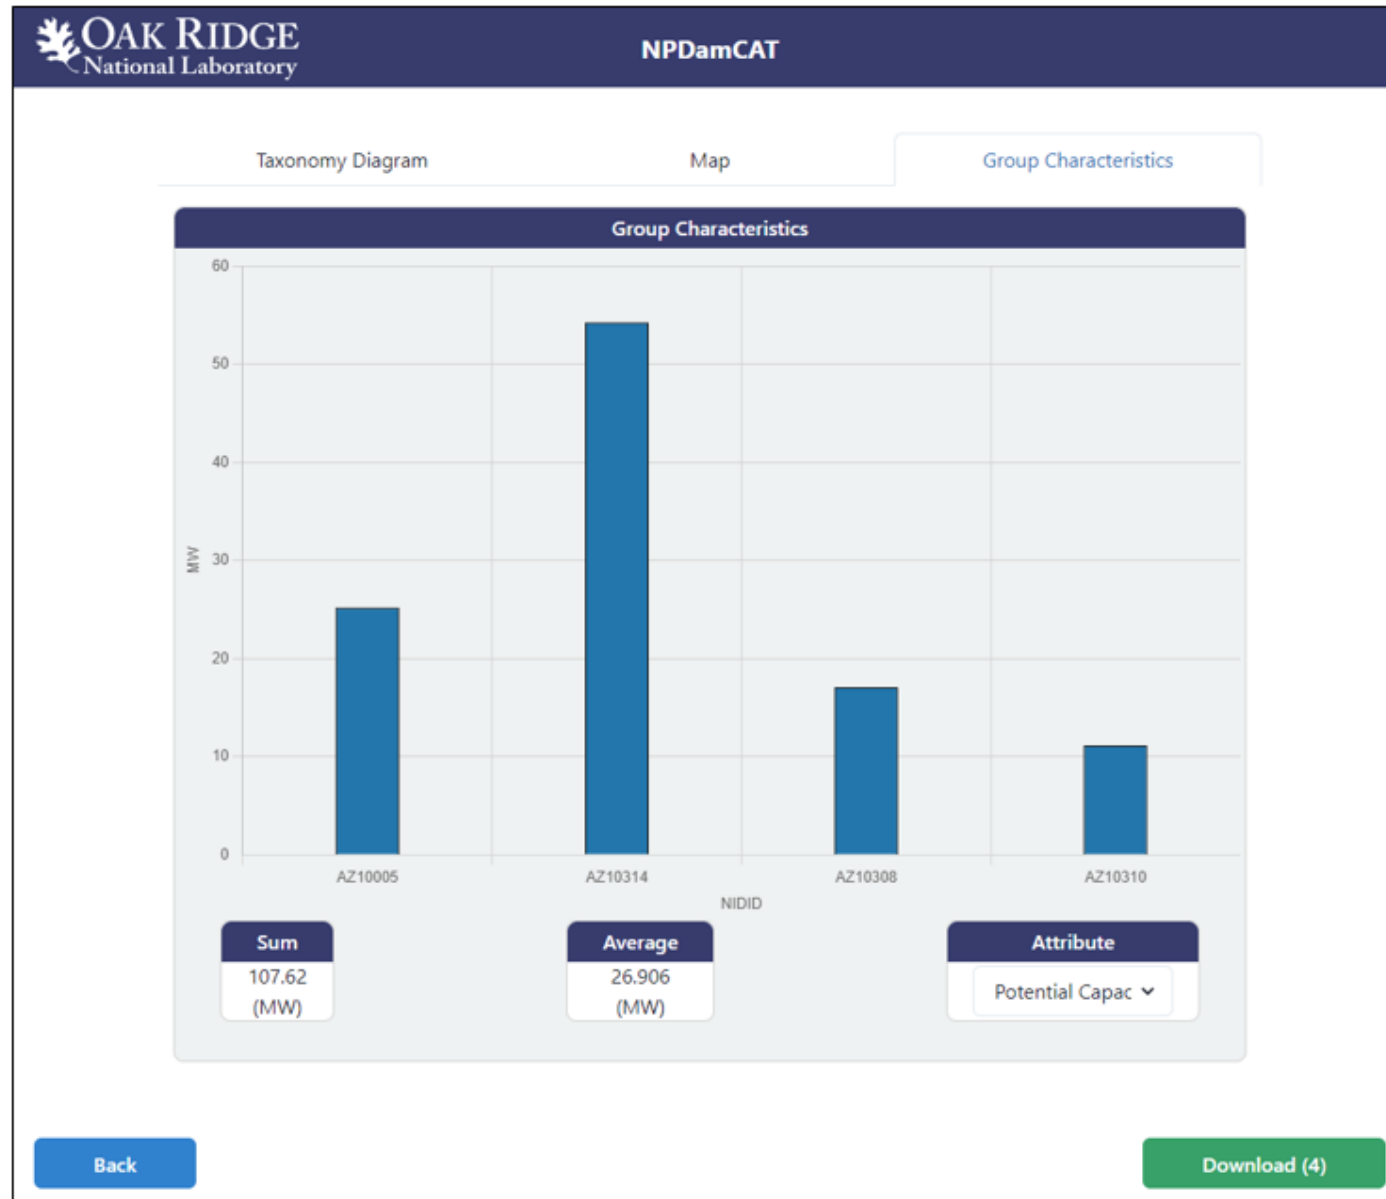 OAK RIDGE
National Laboratory
NPDamCAT
Taxonomy Diagram
Map
Group Characteristics
Group Characteristics
60
50
40
30
20
10
0
MW
AZ10005
AZ10314
AZ10308
AZ10310
NIDID
Sum
107.62
(MW)
Average
26.906
(MW)
Attribute
Potential Capac
Back
Download (4)